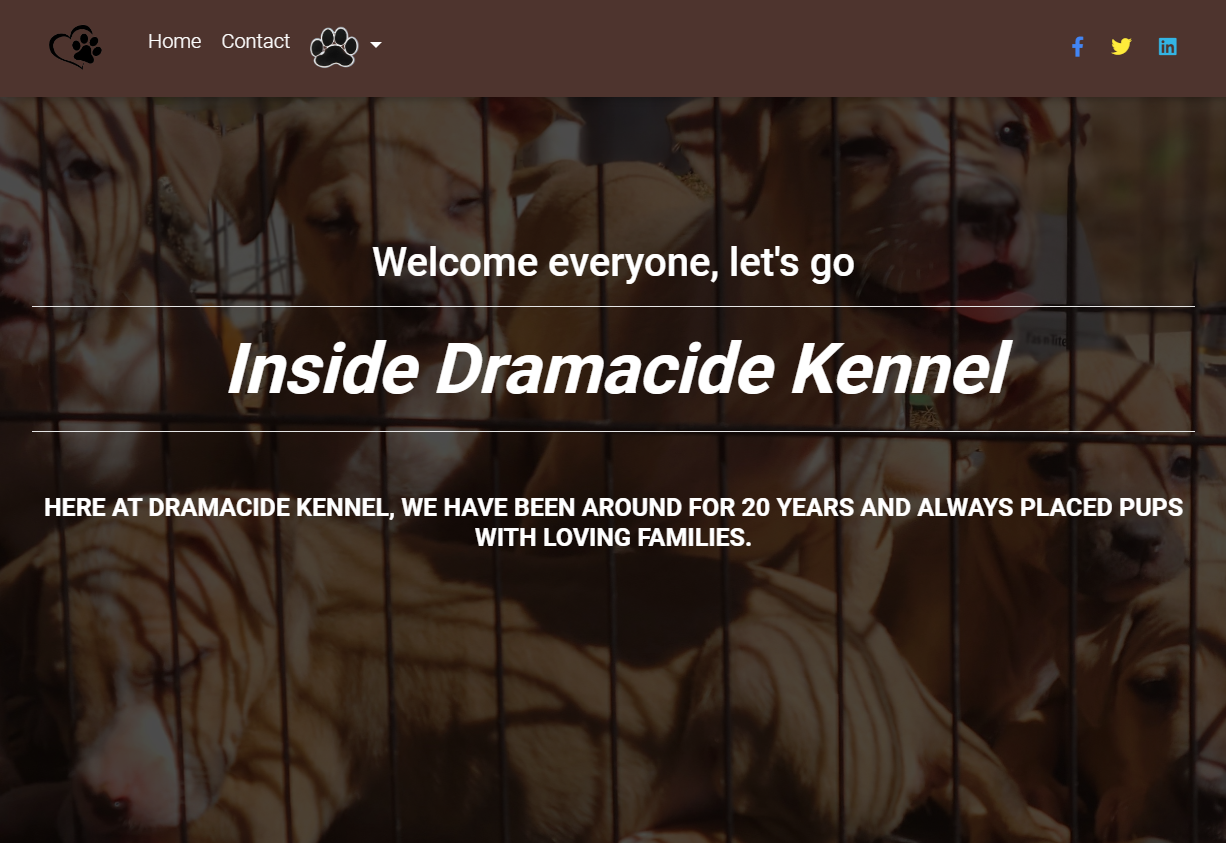 Home Contact
Welcome everyone, let's go
Inside Dramacide Kennel
HERE AT DRAMACIDE KENNEL, WE HAVE BEEN AROUND FOR 20 YEARS AND ALWAYS PLACED PUPS
WITH LOVING FAMILIES.